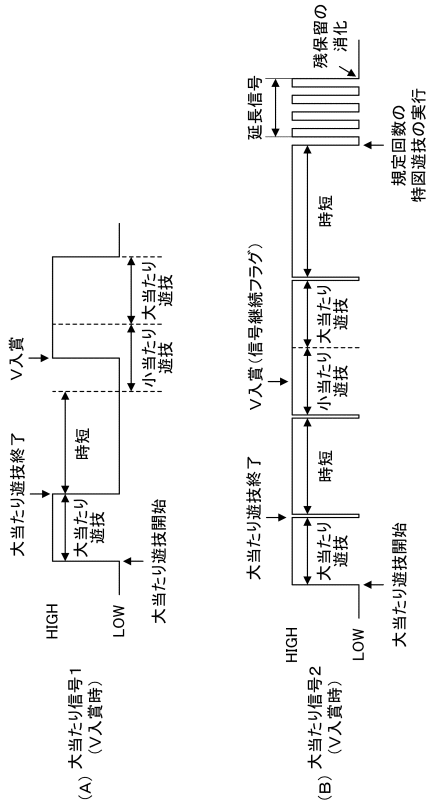 (A)
大当たり信号1
(V入賞時)
HIGH
LOW
大当たり遊技終了
V入賞
大当たり
遊技
時短
小当たり
遊技
大当たり
遊技
大当たり遊技開始
(B)
大当たり信号2
(V入賞時)
HIGH
LOW
大当たり遊技終了
V入賞(信号継続フラグ)
延長信号
大当たり
遊技
時短
小当たり
遊技
大当たり
遊技
時短
残保留の
消化
大当たり遊技開始
規定回数の
特図遊技の実行